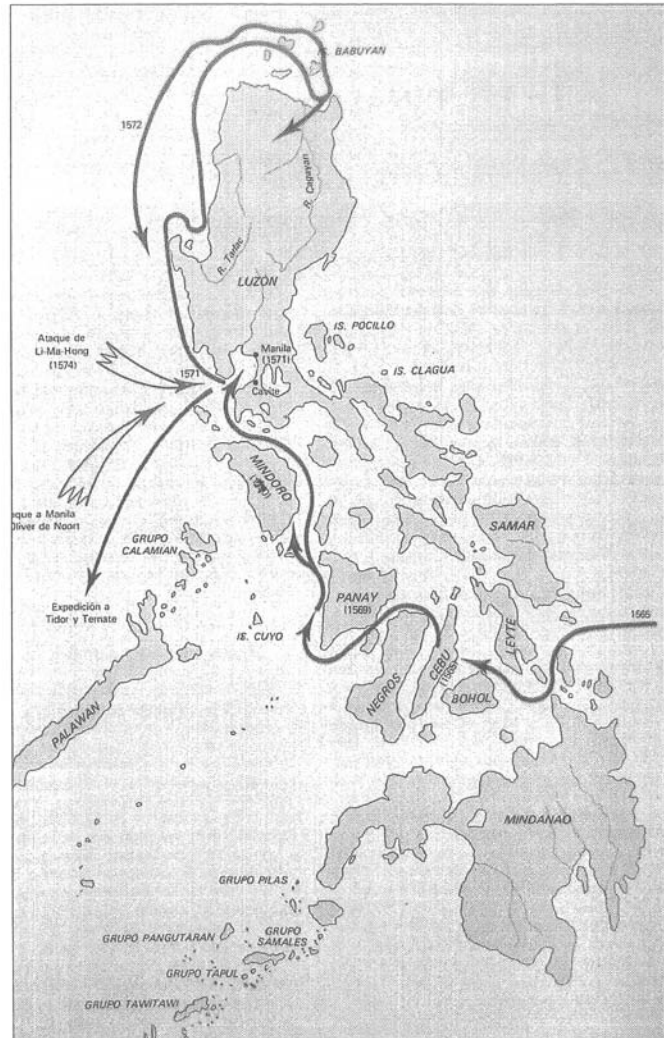 IS. BABUYAN
1572
R. Cagayan
R. Tarlac
LUZÓN
IS. POCILLO
Ataque de
Li-Ma-Hong
(1574)
Manila
(1571)
1571
Cavite
IS. CLAGUA
MINDORO
SAMAR
que a Manila
Oliver de Noort
GRUPO
CALAMIAN
PANAY
(1569)
Expedición a
Tidor y Ternate
LEYTE
1565
IS. CUYO
CEBU
(1565)
NEGROS
BOHOL
PALAWAN
MINDANAO
GRUPO PILAS
GRUPO PANGUTARAN
GRUPO
SAMALES
GRUPO TAPUL
GRUPO TAWITAWI